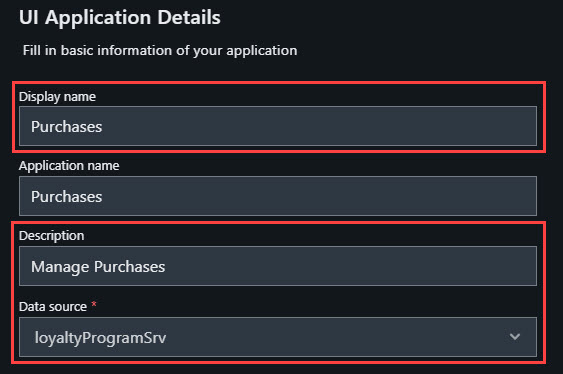 UI Application Details
Fill in basic information of your application
Display name
Purchases
Application name
Purchases
Description
Manage Purchases
Data source *
loyaltyProgramSrv